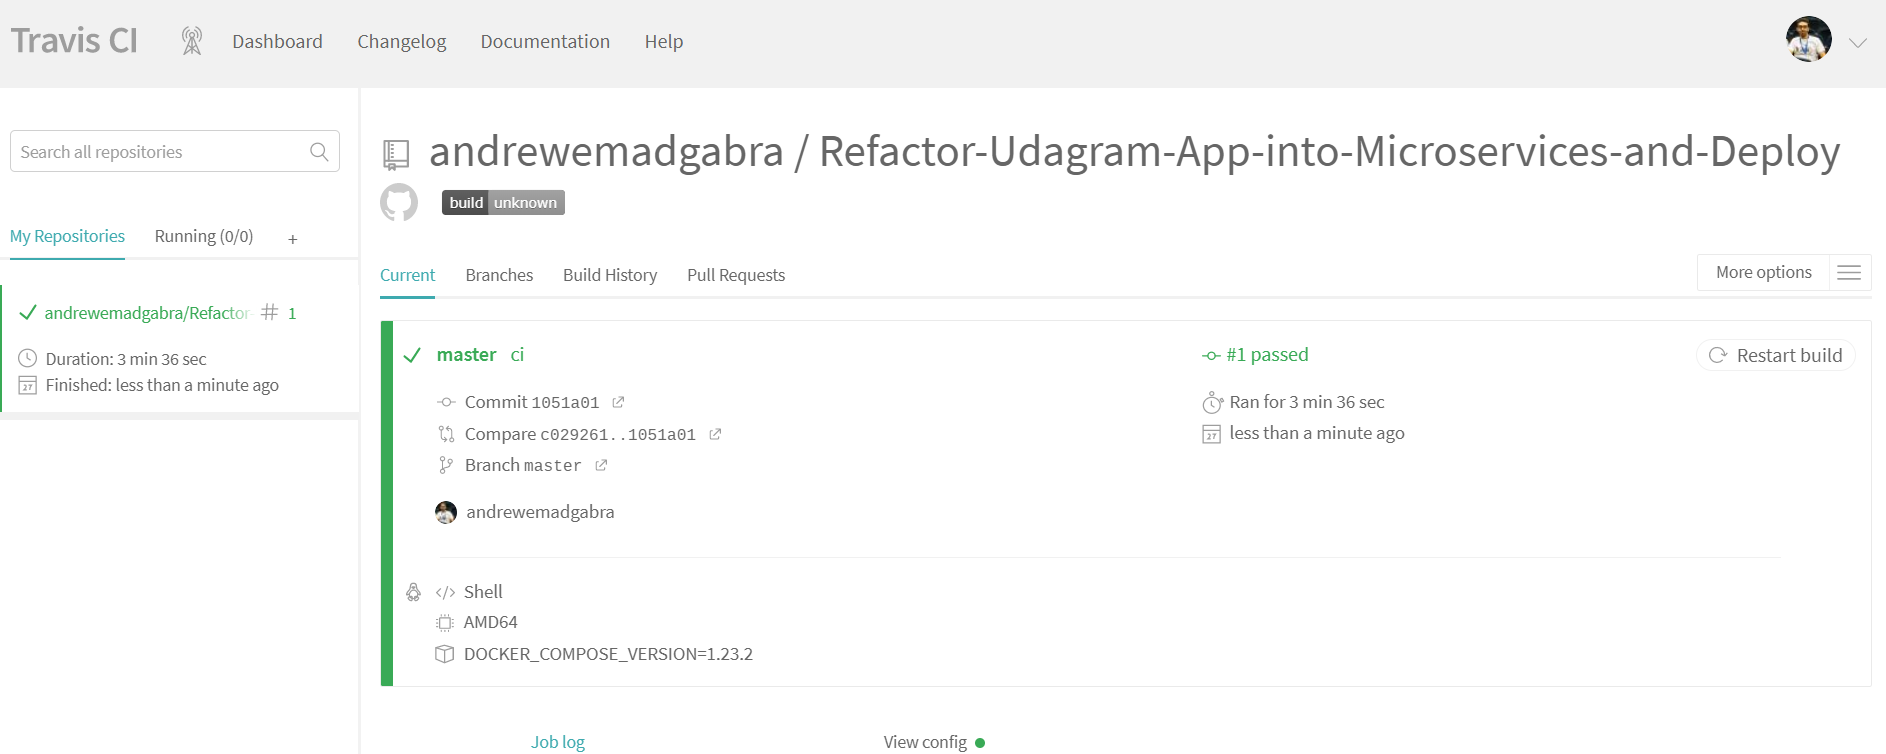 Travis CI Dashboard Changelog Documentation Help
Search all repositories
My Repositories Running (0/0) +
andrewemadgabra/Refactor- # 1
Duration: 3 min 36 sec
27 Finished: less than a minute ago
andrewemadgabra / Refactor-Udagram-App-into-Microservices-and-Deploy
build unknown
Current Branches Build History Pull Requests More options
master ci #1 passed Restart build
Commit 1051a01 Ran for 3 min 36 sec
Compare c029261..1051a01 27 less than a minute ago
Branch master
andrewemadgabra
</> Shell
AMD64
DOCKER_COMPOSE_VERSION=1.23.2
Job log View config